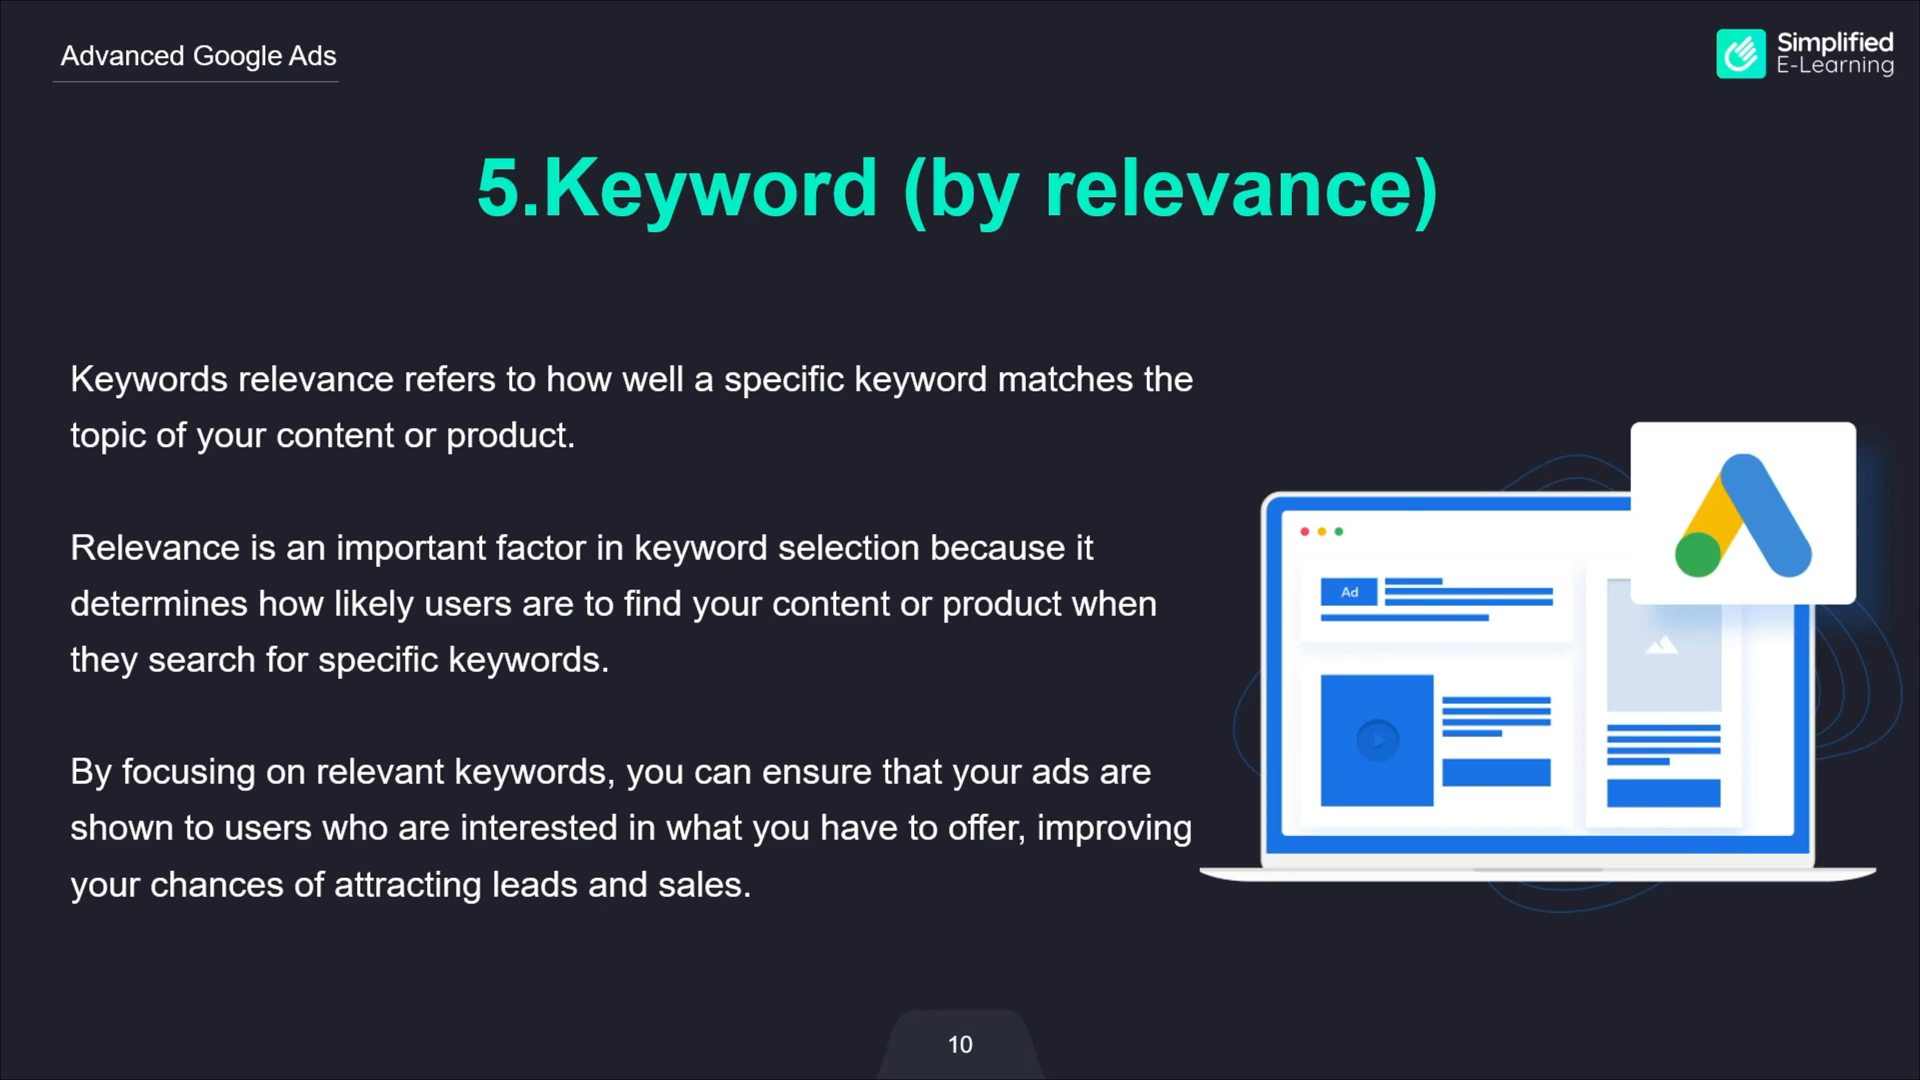 Advanced Google Ads
Simplified
E-Learning
5.Keyword (by relevance)
Keywords relevance refers to how well a specific keyword matches the
topic of your content or product.
Relevance is an important factor in keyword selection because it
determines how likely users are to find your content or product when
they search for specific keywords.
By focusing on relevant keywords, you can ensure that your ads are
shown to users who are interested in what you have to offer, improving
your chances of attracting leads and sales.
Ad
10